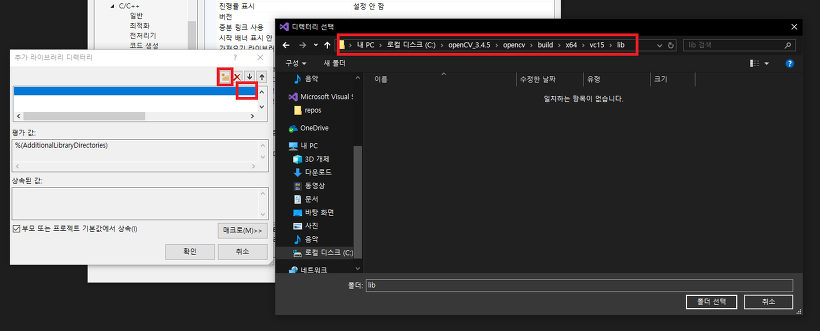 C/C++
일반
최적화
전처리기
코드 생성
진행률 표시
설정 안 함
버전
증분 링크 사용
시작 배너 표시 안
추가 라이브러리 디렉터리
? ×
평가 값:
%(AdditionalLibraryDirectories)
상속된 값:
부모 또는 프로젝트 기본값에서 상속(I)
매크로(M)>>
확인
취소
디렉터리 선택
내 PC > 로컬 디스크 (C:) > openCV_3.4.5 > opencv > build > x64 > vc15 > lib
lib 검색
구성
새 폴더
이름
수정한 날짜
유형
크기
일치하는 항목이 없습니다.
음악
Microsoft Visual S
repos
OneDrive
내 PC
3D 개체
다운로드
동영상
문서
바탕 화면
사진
음악
로컬 디스크 (C:)
네트워크
폴더:
lib
폴더 선택
취소